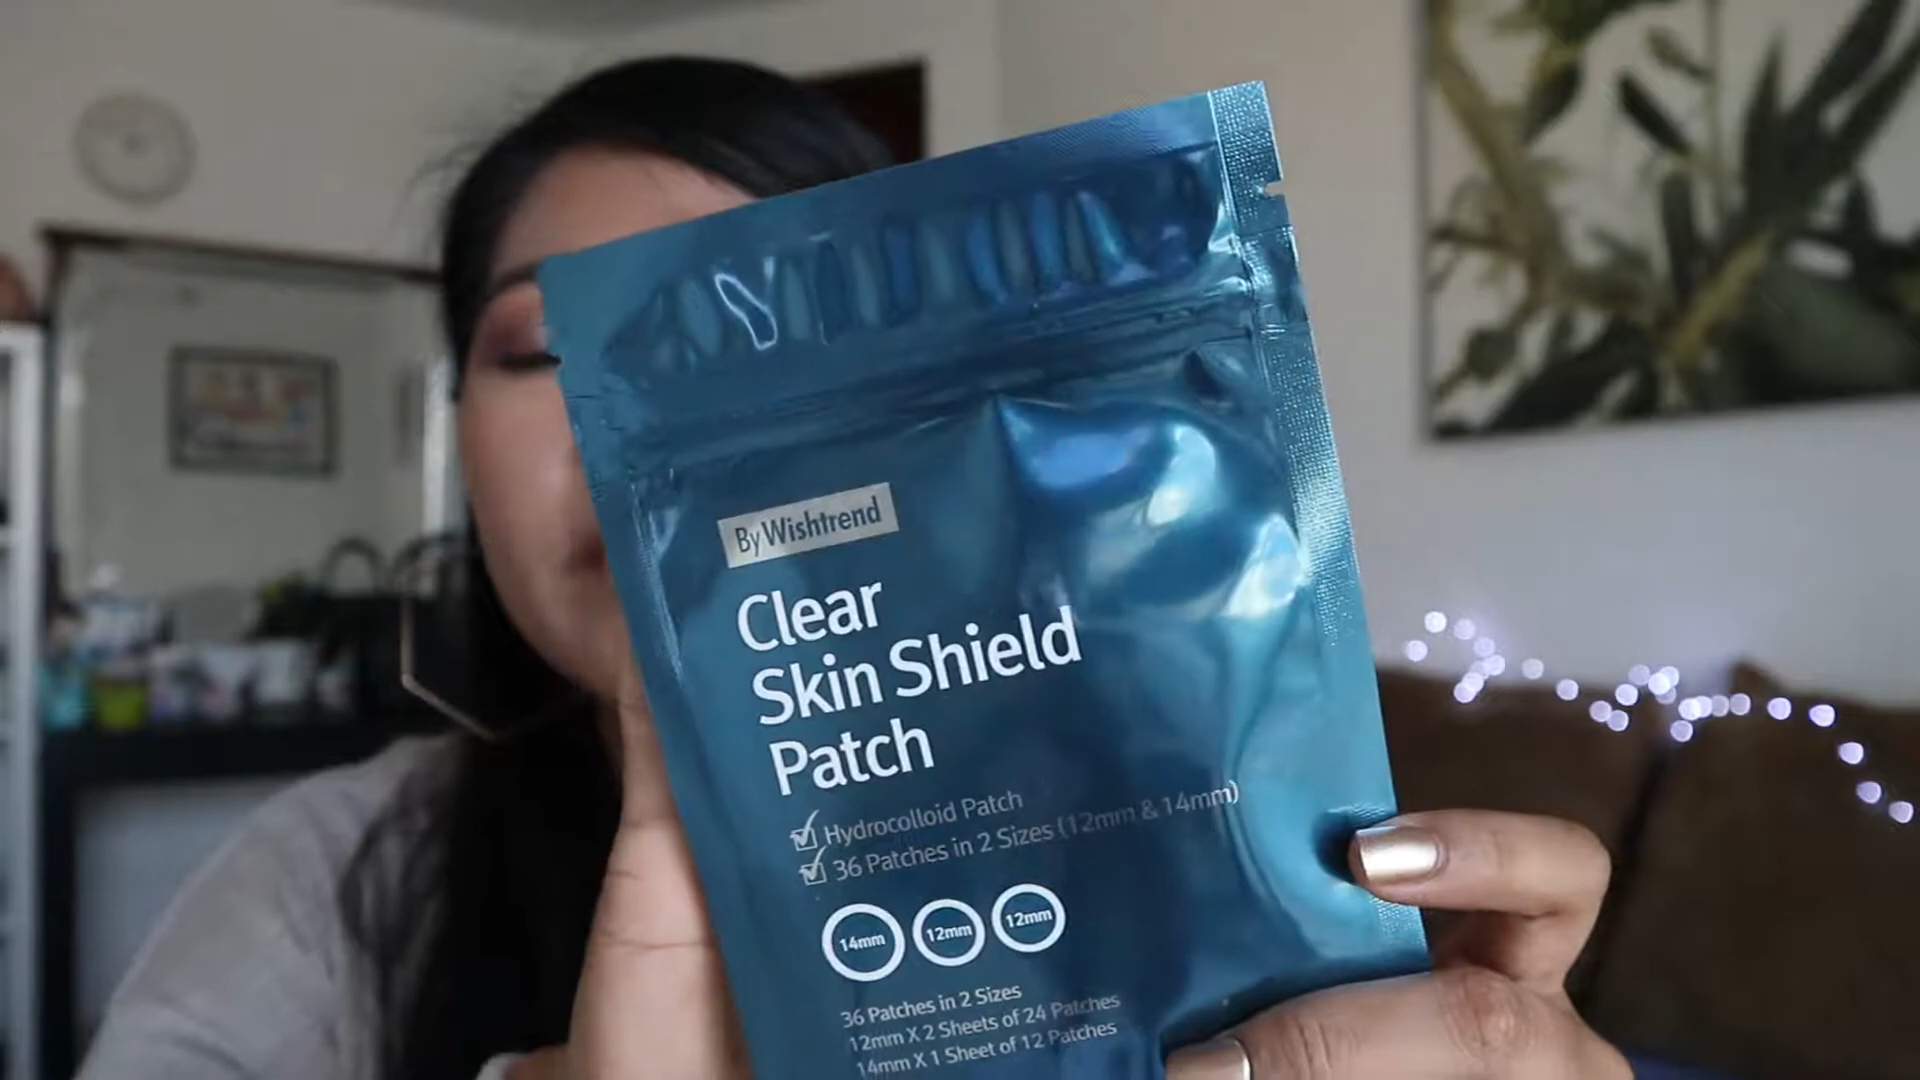 By Wishtrend
Clear
Skin Shield
Patch
Hydrocolloid Patch
36 Patches in 2 Sizes (12mm & 14mm)
14mm 12mm 12mm
36 Patches in 2 Sizes
12mm X 2 Sheets of 24 Patches
14mm X 1 Sheet of 12 Patches